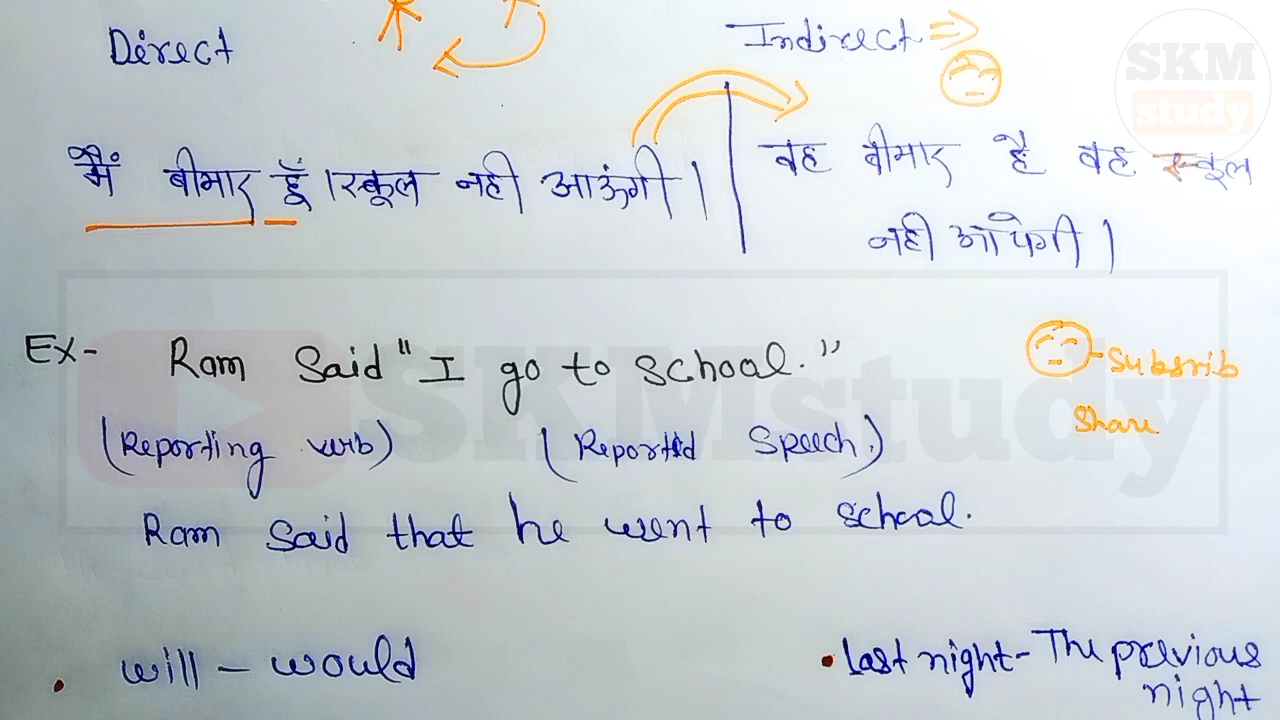 Direct
Indirect ⇒
SKM
study
मैं बीमार हूँ । स्कूल नही आऊंगी ।
वह बीमार है वह स्कूल
नही आयेगी ।
Ex- Ram Said "I go to School."
Subsrib
Share
(Reporting verb) (Reported Speech.)
SKMstudy
Ram Said that he went to School.
• will - would
• last night - The previous
night